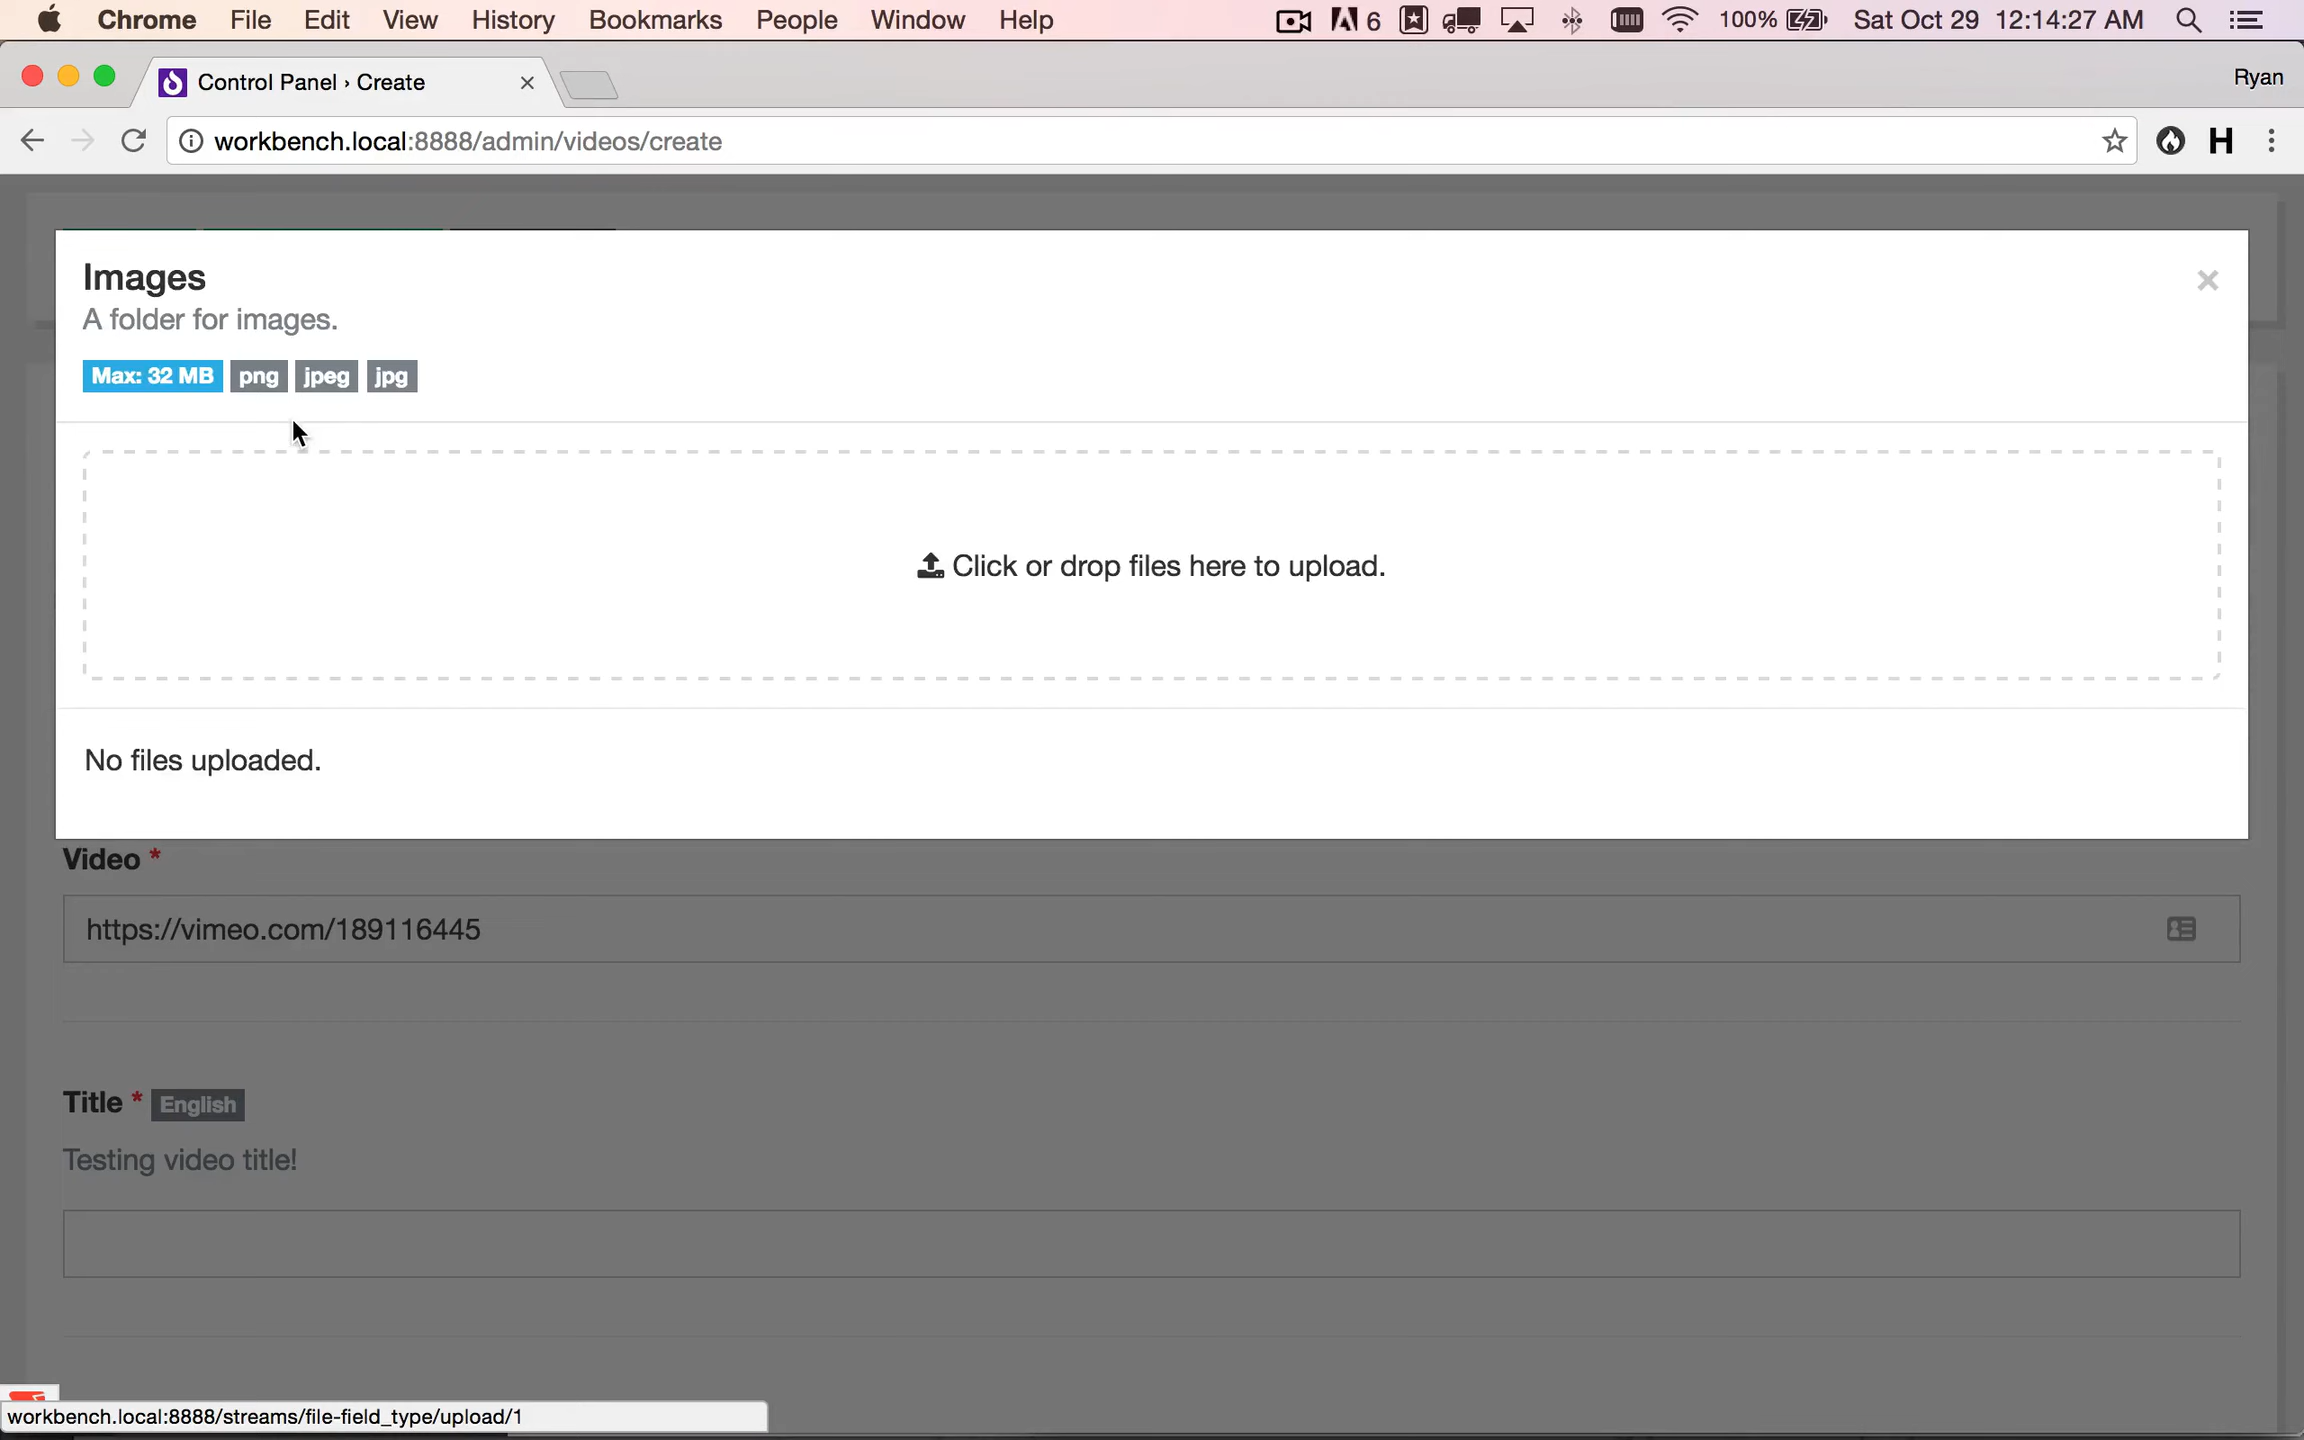 Chrome File Edit View History Bookmarks People Window Help 6 100% Sat Oct 29 12:14:27 AM
Control Panel › Create
Ryan
workbench.local:8888/admin/videos/create
H
Images
A folder for images.
Max: 32 MB png jpeg jpg
Click or drop files here to upload.
No files uploaded.
Video *
https://vimeo.com/189116445
Title * English
Testing video title!
workbench.local:8888/streams/file-field_type/upload/1